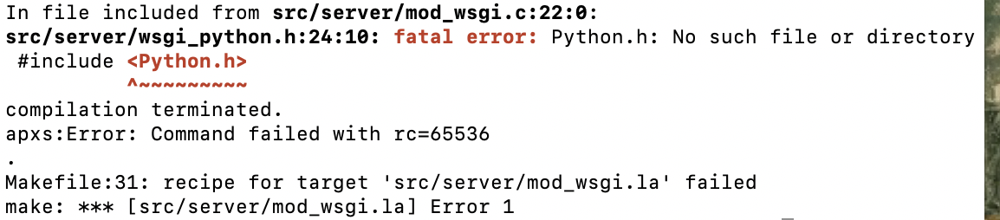 In file included from src/server/mod_wsgi.c:22:0:
src/server/wsgi_python.h:24:10: fatal error: Python.h: No such file or directory
 #include <Python.h>
          ^~~~~~~~~~
compilation terminated.
apxs:Error: Command failed with rc=65536
.
Makefile:31: recipe for target 'src/server/mod_wsgi.la' failed
make: *** [src/server/mod_wsgi.la] Error 1